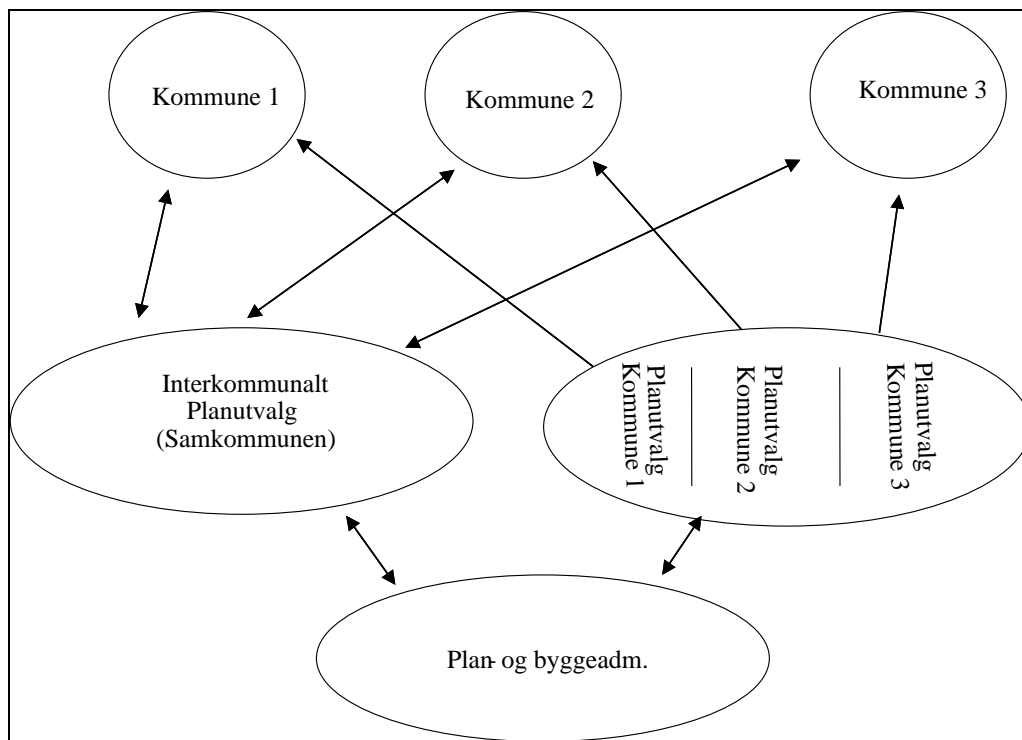 Kommune 1
Kommune 2
Kommune 3
Interkommunalt
Planutvalg
(Samkommunen)
Planutvalg
Kommune 1
Planutvalg
Kommune 2
Planutvalg
Kommune 3
Plan- og byggeadm.